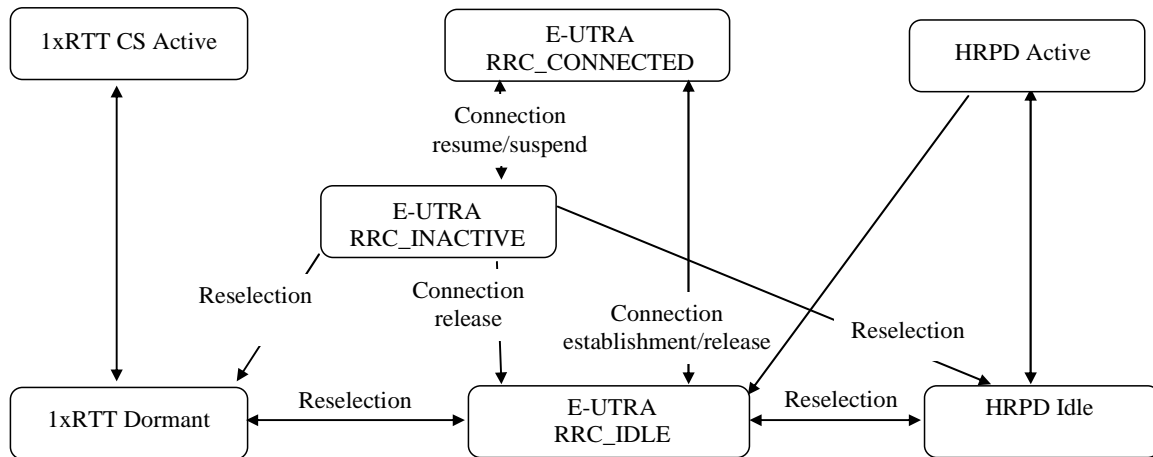 1xRTT CS Active
E-UTRA
RRC_CONNECTED
HRPD Active
Connection
resume/suspend
E-UTRA
RRC_INACTIVE
Reselection
Connection
release
Connection
establishment/release
Reselection
1xRTT Dormant
Reselection
E-UTRA
RRC_IDLE
Reselection
HRPD Idle